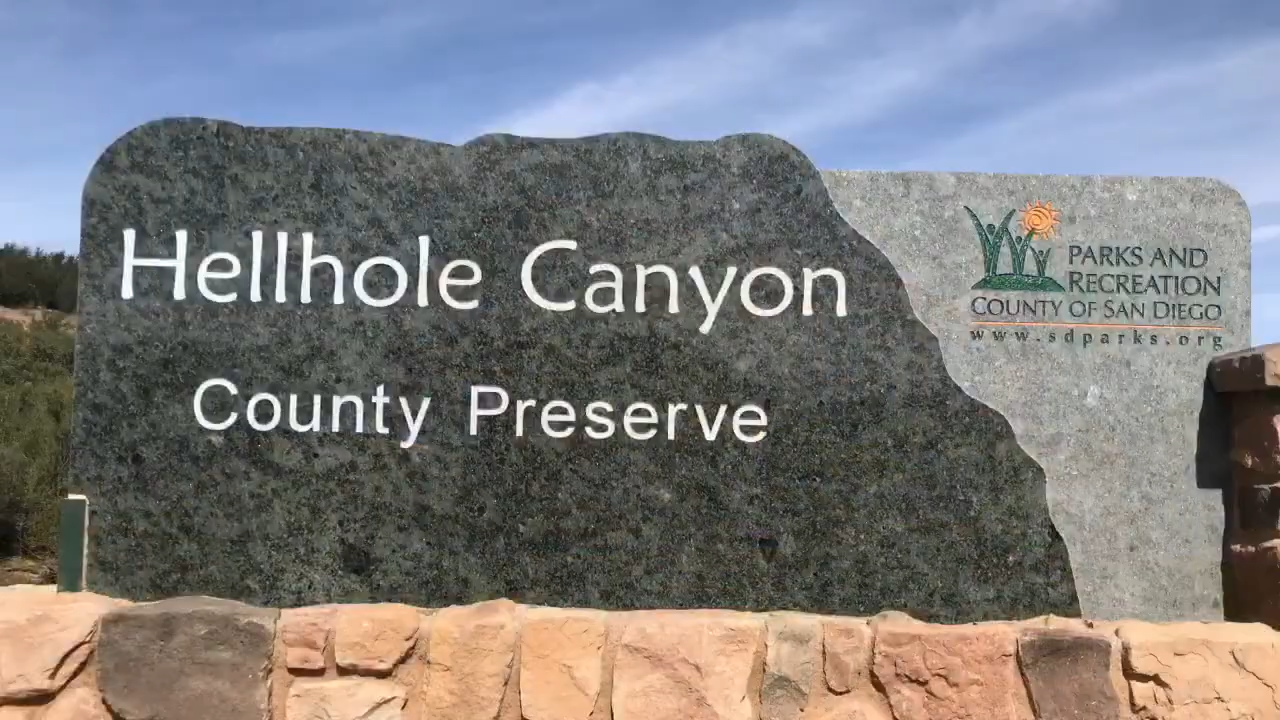 Hellhole Canyon
County Preserve
PARKS AND
RECREATION
COUNTY OF SAN DIEGO
www.sdparks.org